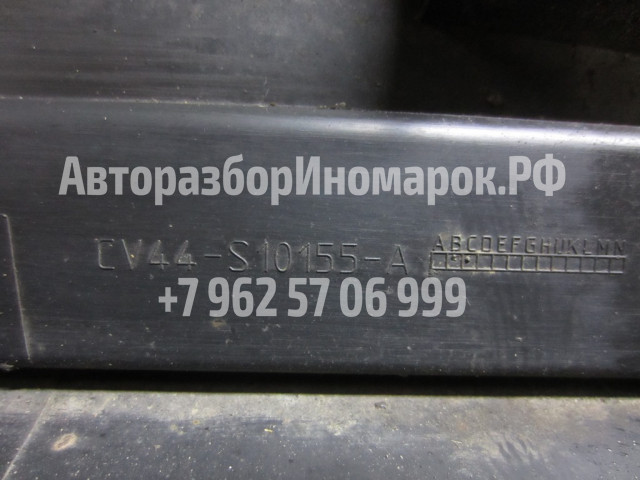 АвторазборИномарок.РФ
CV44-S10155-A
ABCDEFGHIJKLMN
+7 962 57 06 999